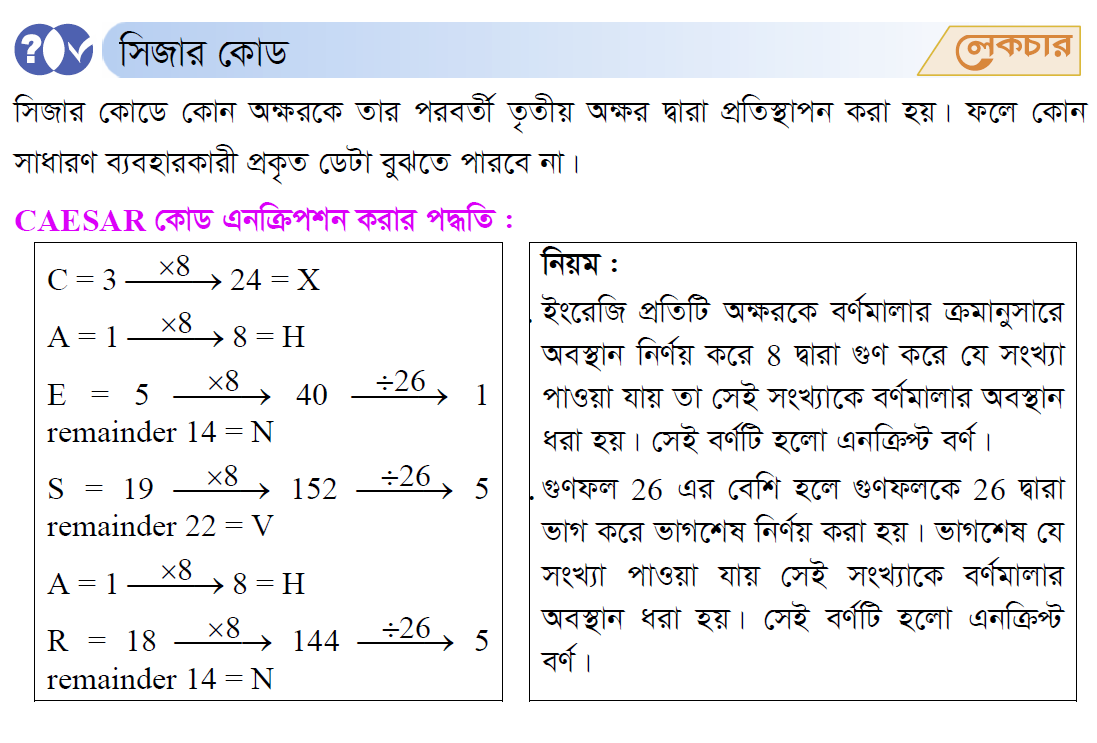 সিজার কোড
লেকচার
সিজার কোডে কোন অক্ষরকে তার পরবর্তী তৃতীয় অক্ষর দ্বারা প্রতিস্থাপন করা হয়। ফলে কোন
সাধারণ ব্যবহারকারী প্রকৃত ডেটা বুঝতে পারবে না।
CAESAR কোড এনক্রিপশন করার পদ্ধতি :
C = 3 ×8→ 24 = X
A = 1 ×8→ 8 = H
E = 5 ×8→ 40 ÷26→ 1
remainder 14 = N
S = 19 ×8→ 152 ÷26→ 5
remainder 22 = V
A = 1 ×8→ 8 = H
R = 18 ×8→ 144 ÷26→ 5
remainder 14 = N
নিয়ম :
. ইংরেজি প্রতিটি অক্ষরকে বর্ণমালার ক্রমানুসারে
অবস্থান নির্ণয় করে 8 দ্বারা গুণ করে যে সংখ্যা
পাওয়া যায় তা সেই সংখ্যাকে বর্ণমালার অবস্থান
ধরা হয়। সেই বর্ণটি হলো এনক্রিপ্ট বর্ণ।
. গুণফল 26 এর বেশি হলে গুণফলকে 26 দ্বারা
ভাগ করে ভাগশেষ নির্ণয় করা হয়। ভাগশেষ যে
সংখ্যা পাওয়া যায় সেই সংখ্যাকে বর্ণমালার
অবস্থান ধরা হয়। সেই বর্ণটি হলো এনক্রিপ্ট
বর্ণ।